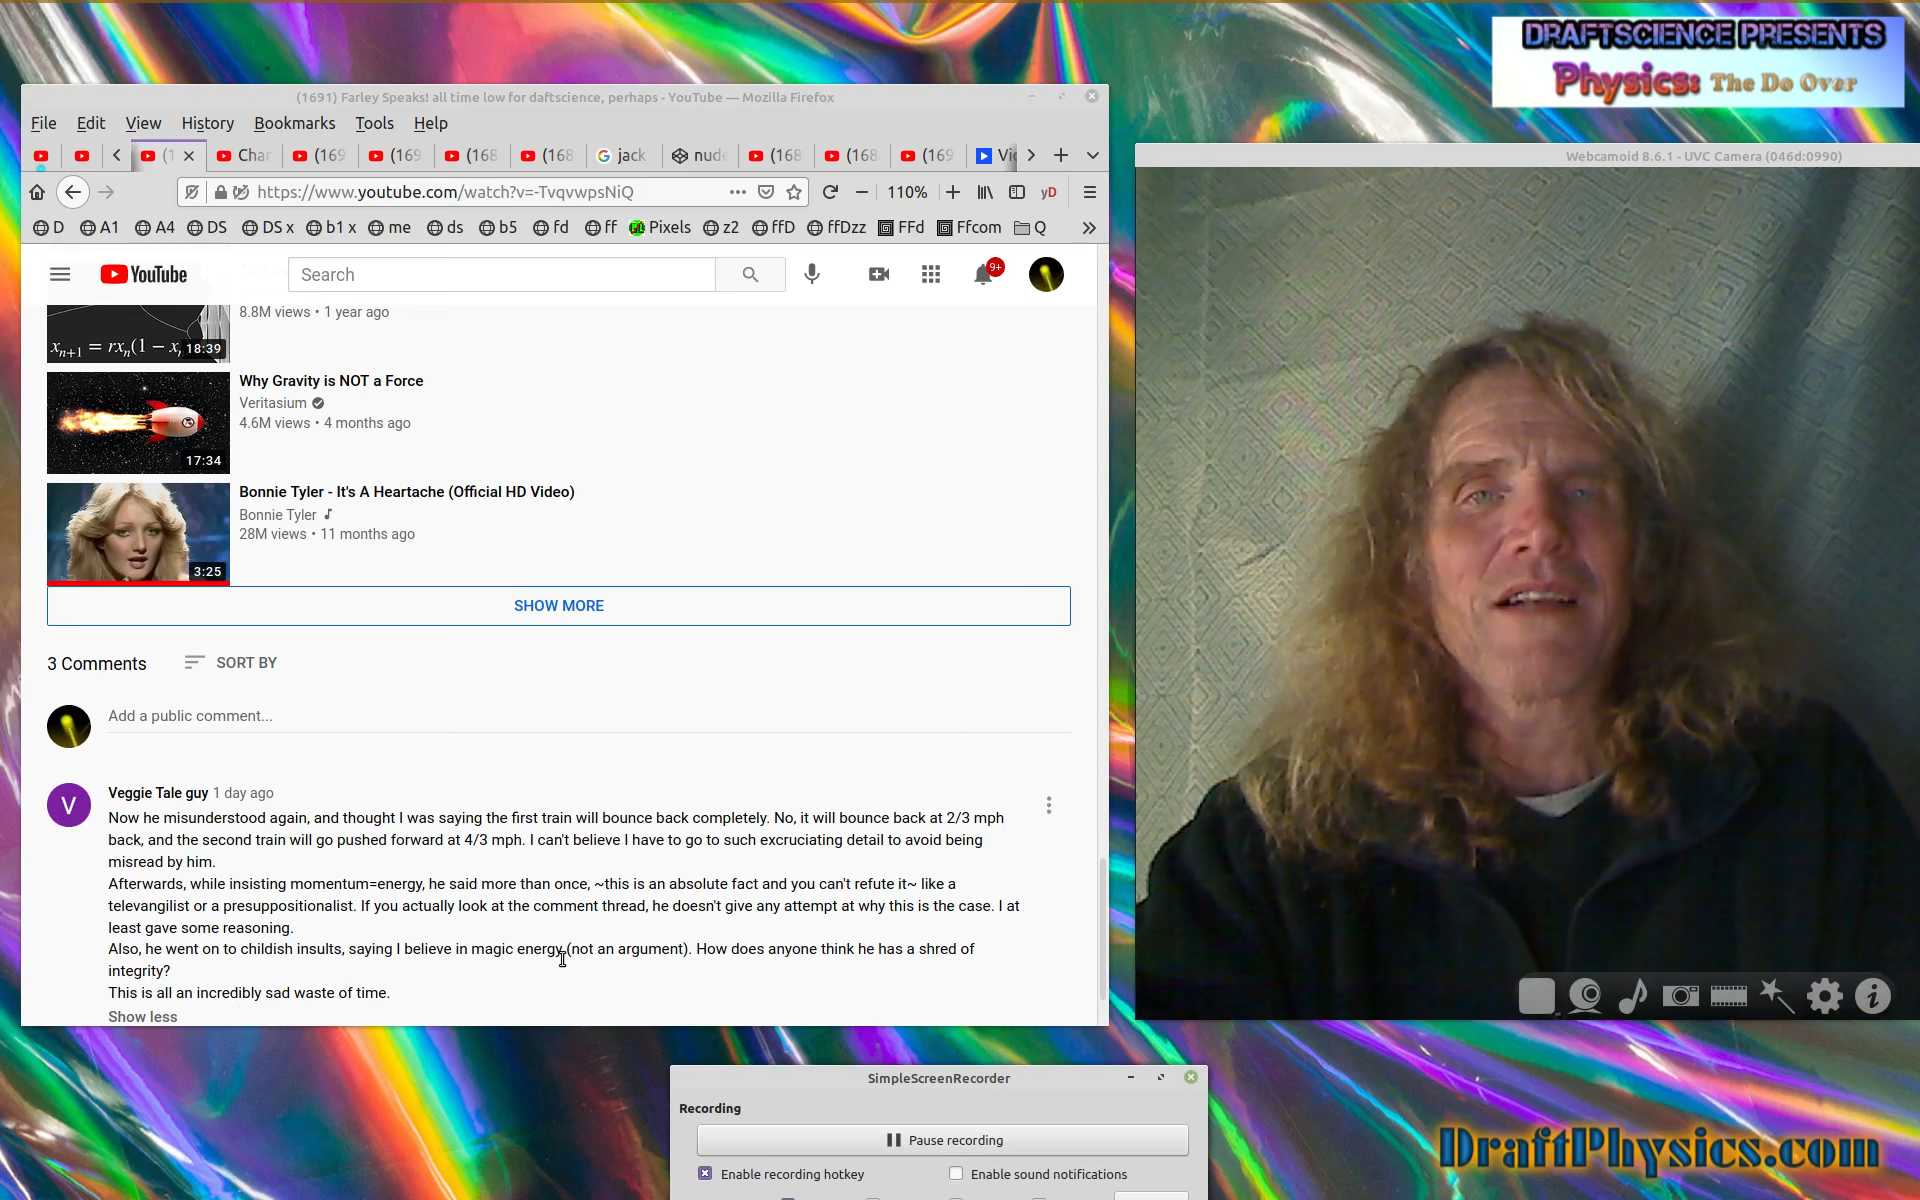 DRAFTSCIENCE PRESENTS
Physics: The Do Over
(1691) Farley Speaks! all time low for daftscience, perhaps - YouTube — Mozilla Firefox
File Edit View History Bookmarks Tools Help
(1 Char (169 (169 (168 (168 jack nude (168 (168 (169
https://www.youtube.com/watch?v=-TvqvwpsNiQ 110% yD
D A1 A4 DS DS x b1 x me ds b5 fd ff Pixels z2 ffD ffDzz FFd Ffcom Q
YouTube Search 9+
8.8M views • 1 year ago
18:39
Why Gravity is NOT a Force
Veritasium
4.6M views • 4 months ago
17:34
Bonnie Tyler - It's A Heartache (Official HD Video)
Bonnie Tyler
28M views • 11 months ago
3:25
SHOW MORE
3 Comments SORT BY
Add a public comment...
V
Veggie Tale guy 1 day ago
Now he misunderstood again, and thought I was saying the first train will bounce back completely. No, it will bounce back at 2/3 mph
back, and the second train will go pushed forward at 4/3 mph. I can't believe I have to go to such excruciating detail to avoid being
misread by him.
Afterwards, while insisting momentum=energy, he said more than once, ~this is an absolute fact and you can't refute it~ like a
televangilist or a presuppositionalist. If you actually look at the comment thread, he doesn't give any attempt at why this is the case. I at
least gave some reasoning.
Also, he went on to childish insults, saying I believe in magic energy (not an argument). How does anyone think he has a shred of
integrity?
This is all an incredibly sad waste of time.
Show less
Webcamoid 8.6.1 - UVC Camera (046d:0990)
SimpleScreenRecorder
Recording
Pause recording
Enable recording hotkey Enable sound notifications
DraftPhysics.com